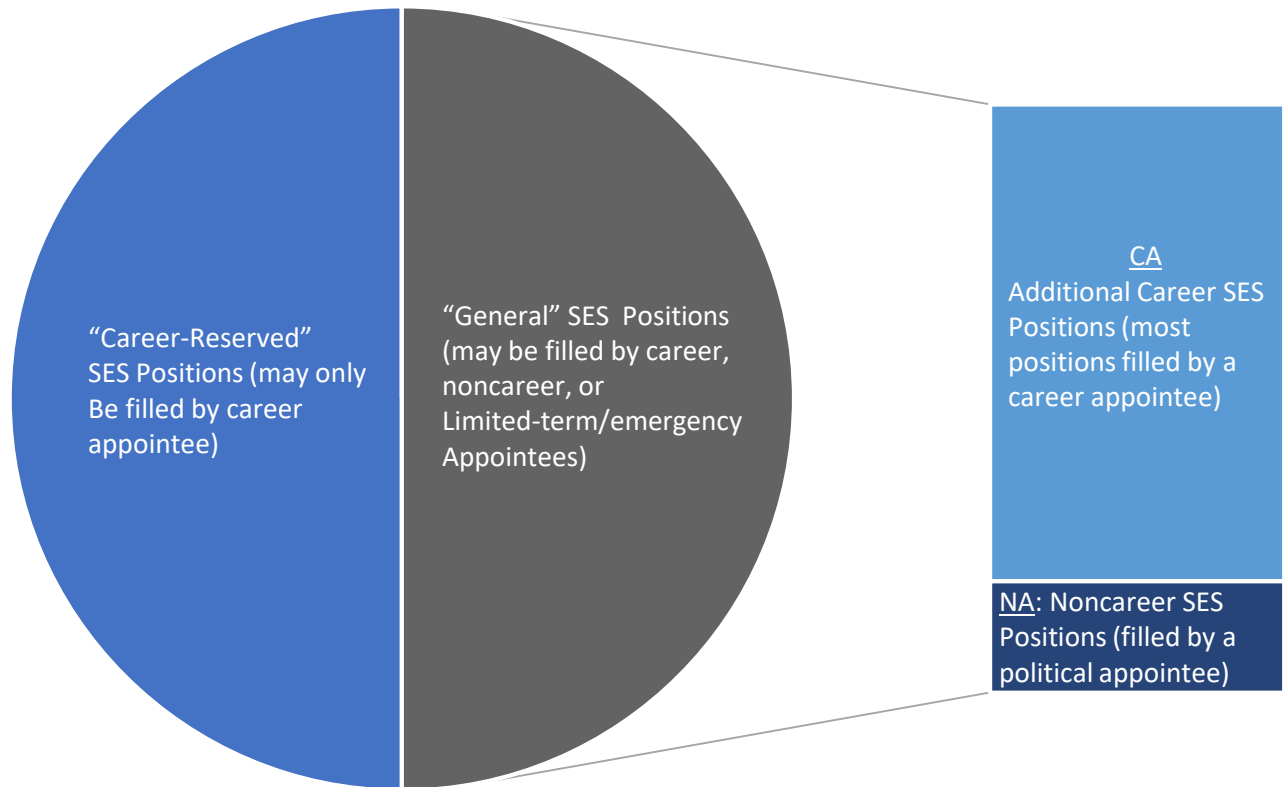 “Career-Reserved”
SES Positions (may only
Be filled by career
appointee)
“General” SES Positions
(may be filled by career,
noncareer, or
Limited-term/emergency
Appointees)
CA
Additional Career SES
Positions (most
positions filled by a
career appointee)
NA: Noncareer SES
Positions (filled by a
political appointee)